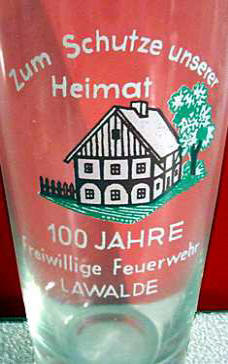 Zum Schutze unserer
Heimat
100 JAHRE
Freiwillige Feuerwehr
LAWALDE